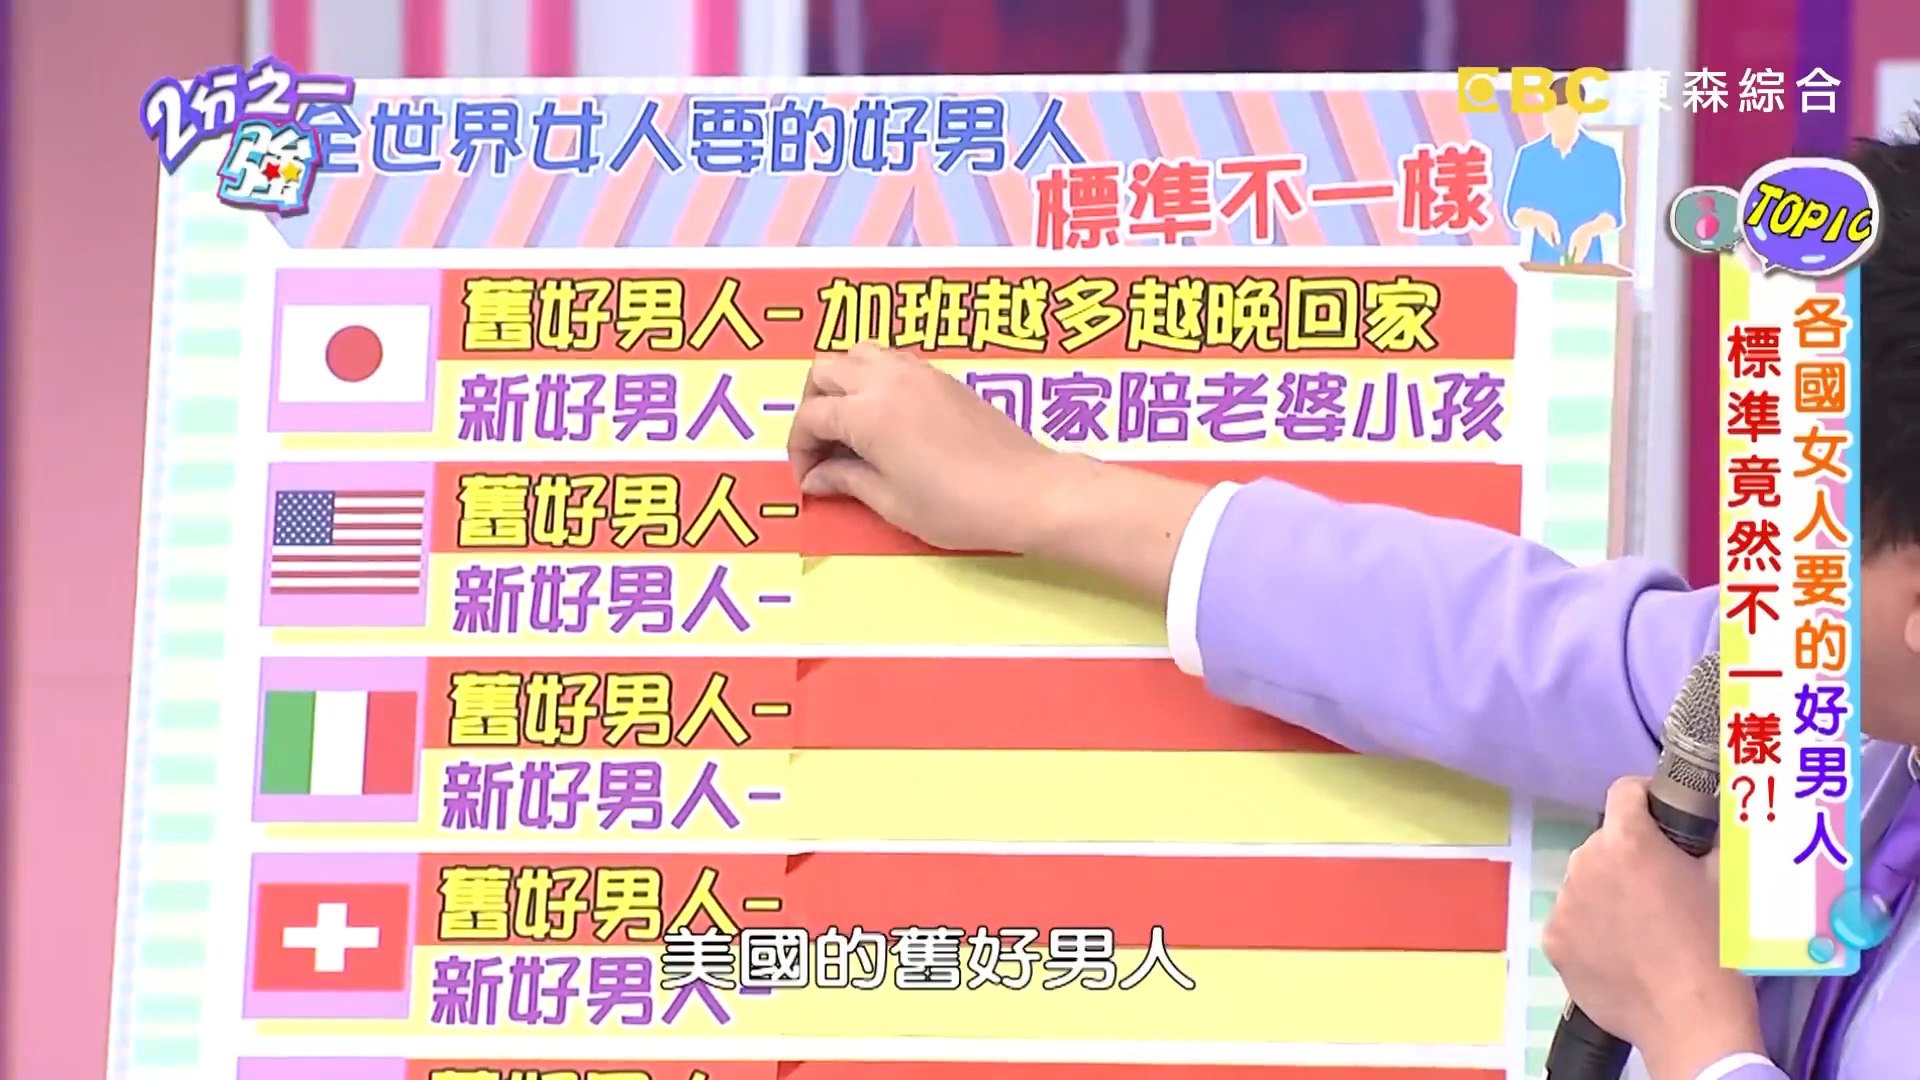 2分之一強
全世界女人要的好男人
標準不一樣
EBC 東森綜合
TOPIC
各國女人要的好男人
標準竟然不一樣?!
舊好男人-加班越多越晚回家
新好男人-回家陪老婆小孩
舊好男人-
新好男人-
舊好男人-
新好男人-
舊好男人-
新好男人-
美國的舊好男人